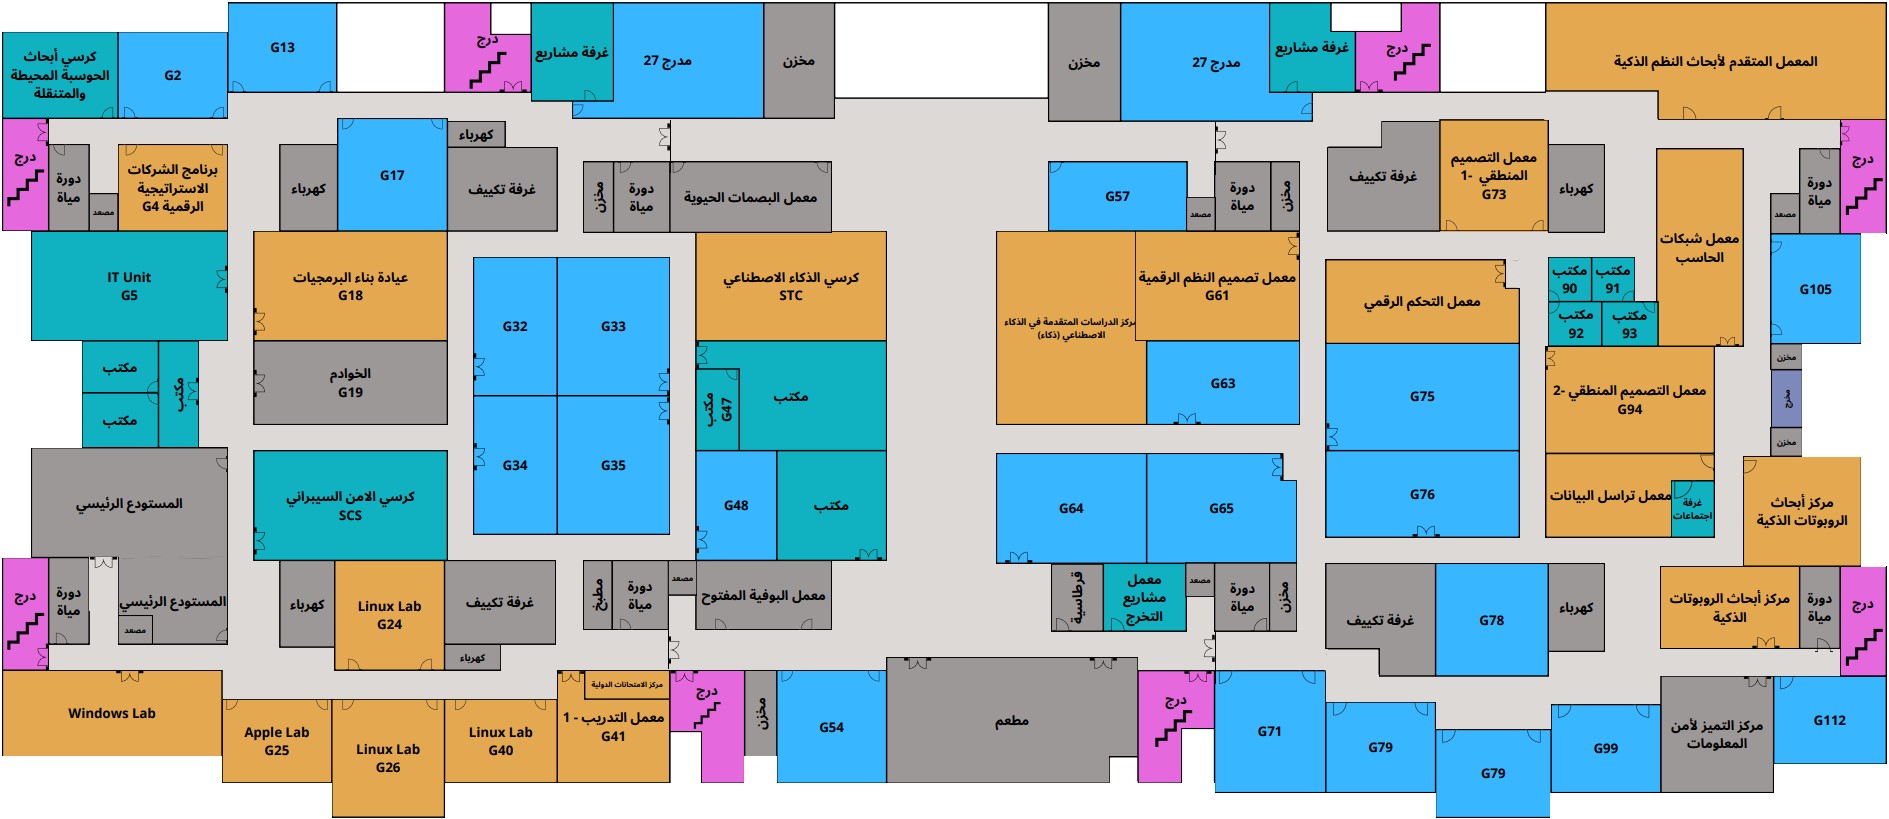 كرسي أبحاث
الحوسبة المحيطة
والمتنقلة
G2
G13
درج
غرفة مشاريع
مدرج 27
مخزن
مخزن
مدرج 27
غرفة مشاريع
درج
المعمل المتقدم لأبحاث النظم الذكية
درج
دورة
مياة
مصعد
برنامج الشركات
الاستراتيجية
الرقمية G4
كهرباء
G17
كهرباء
غرفة تكييف
مخزن
دورة
مياة
معمل البصمات الحيوية
G57
مصعد
دورة
مياة
مخزن
غرفة تكييف
معمل التصميم
المنطقي -1
G73
كهرباء
معمل شبكات
الحاسب
مصعد
دورة
مياة
درج
IT Unit
G5
عيادة بناء البرمجيات
G18
G32
G33
كرسي الذكاء الاصطناعي
STC
مركز الدراسات المتقدمة في الذكاء
الاصطناعي (ذكاء)
معمل تصميم النظم الرقمية
G61
معمل التحكم الرقمي
مكتب
90
مكتب
91
مكتب
92
مكتب
93
G105
مكتب
مكتب
مكتب
الخوادم
G19
مكتب
G47
مكتب
G63
G75
معمل التصميم المنطقي -2
G94
مخزن
مخرج
مخزن
المستودع الرئيسي
كرسي الامن السيبراني
SCS
G34
G35
G48
مكتب
G64
G65
G76
معمل تراسل البيانات
غرفة
اجتماعات
مركز أبحاث
الروبوتات الذكية
درج
دورة
مياة
المستودع الرئيسي
مصعد
كهرباء
Linux Lab
G24
غرفة تكييف
كهرباء
مطبخ
دورة
مياة
مصعد
معمل البوفية المفتوح
قرطاسية
معمل
مشاريع
التخرج
مصعد
دورة
مياة
مخزن
غرفة تكييف
G78
كهرباء
مركز أبحاث الروبوتات
الذكية
دورة
مياة
درج
Windows Lab
Apple Lab
G25
Linux Lab
G26
Linux Lab
G40
مركز الامتحانات الدولية
معمل التدريب - 1
G41
درج
مخزن
G54
مطعم
درج
G71
G79
G79
G99
مركز التميز لأمن
المعلومات
G112